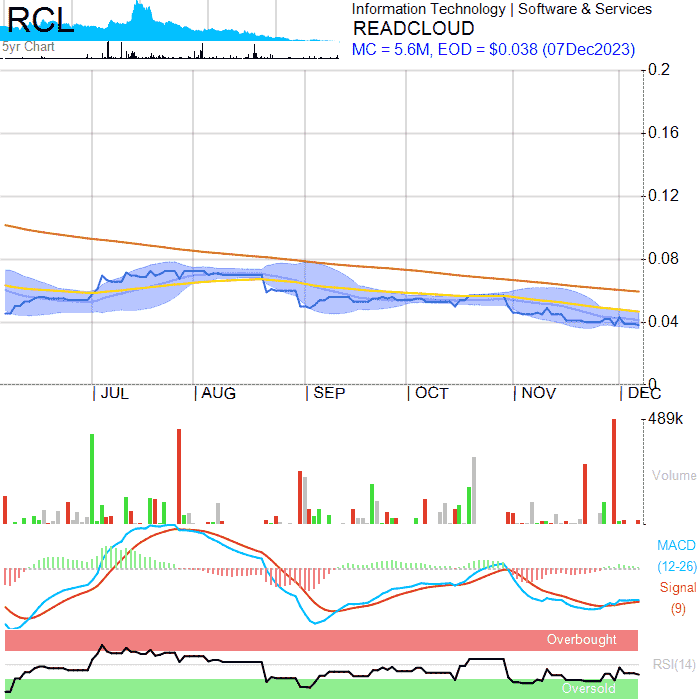 RCL
5yr Chart
Information Technology | Software & Services
READCLOUD
MC = 5.6M, EOD = $0.038 (07Dec2023)
0.2
0.16
0.12
0.08
0.04
0
JUL AUG SEP OCT NOV DEC
489k
Volume
MACD
(12-26)
Signal
(9)
Overbought
RSI(14)
Oversold